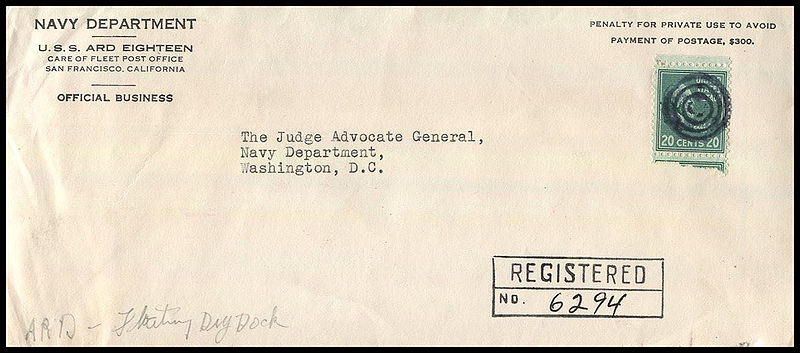 NAVY DEPARTMENT
U.S.S. ARD EIGHTEEN
CARE OF FLEET POST OFFICE
SAN FRANCISCO, CALIFORNIA
OFFICIAL BUSINESS
PENALTY FOR PRIVATE USE TO AVOID
PAYMENT OF POSTAGE, $300.
20 CENTS 20
The Judge Advocate General,
Navy Department,
Washington, D.C.
REGISTERED
NO. 6294
ARD - Floating Dry Dock